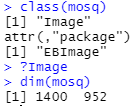 > class(mosq)
[1] "Image"
attr(,"package")
[1] "EBImage"
> ?Image
> dim(mosq)
[1] 1400  952